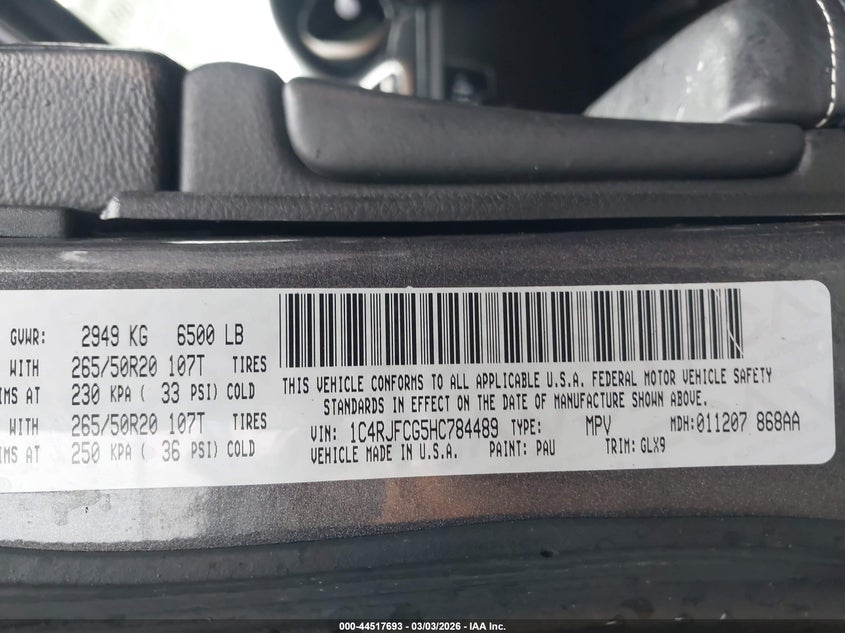 GVWR: 2949 KG 6500 LB
WITH 265/50R20 107T TIRES
IMS AT 230 KPA ( 33 PSI) COLD
WITH 265/50R20 107T TIRES
IMS AT 250 KPA ( 36 PSI) COLD
THIS VEHICLE CONFORMS TO ALL APPLICABLE U.S.A. FEDERAL MOTOR VEHICLE SAFETY
STANDARDS IN EFFECT ON THE DATE OF MANUFACTURE SHOWN ABOVE.
VIN: 1C4RJFCG5HC784489 TYPE: MPV MDH:011207 868AA
VEHICLE MADE IN U.S.A. PAINT: PAU TRIM: GLX9
000-44517693 - 03/03/2026 - IAA Inc.